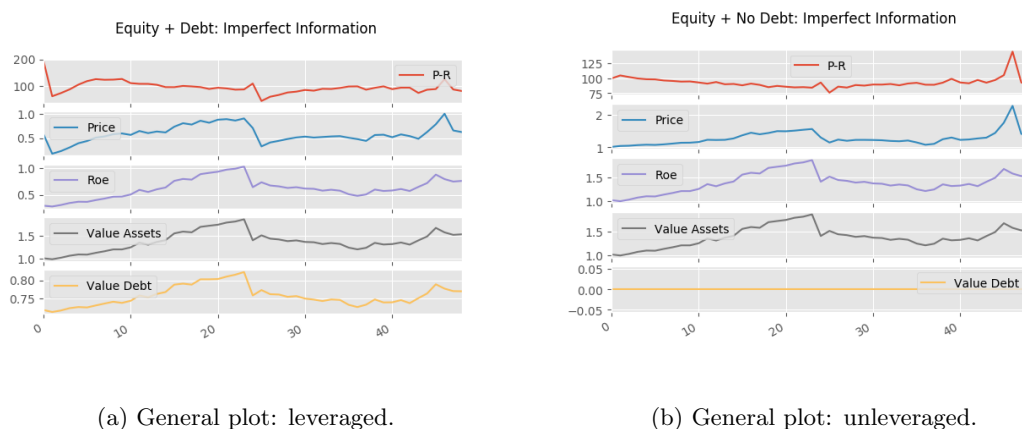 Equity + Debt: Imperfect Information
200
100
P-R
1.0
0.5
Price
1.0
0.5
Roe
1.5
1.0
Value Assets
0.80
0.75
Value Debt
0
10
20
30
40
(a) General plot: leveraged.
Equity + No Debt: Imperfect Information
125
100
75
P-R
2
1
Price
1.5
1.0
Roe
1.5
1.0
Value Assets
0.05
0.00
−0.05
Value Debt
0
10
20
30
40
(b) General plot: unleveraged.